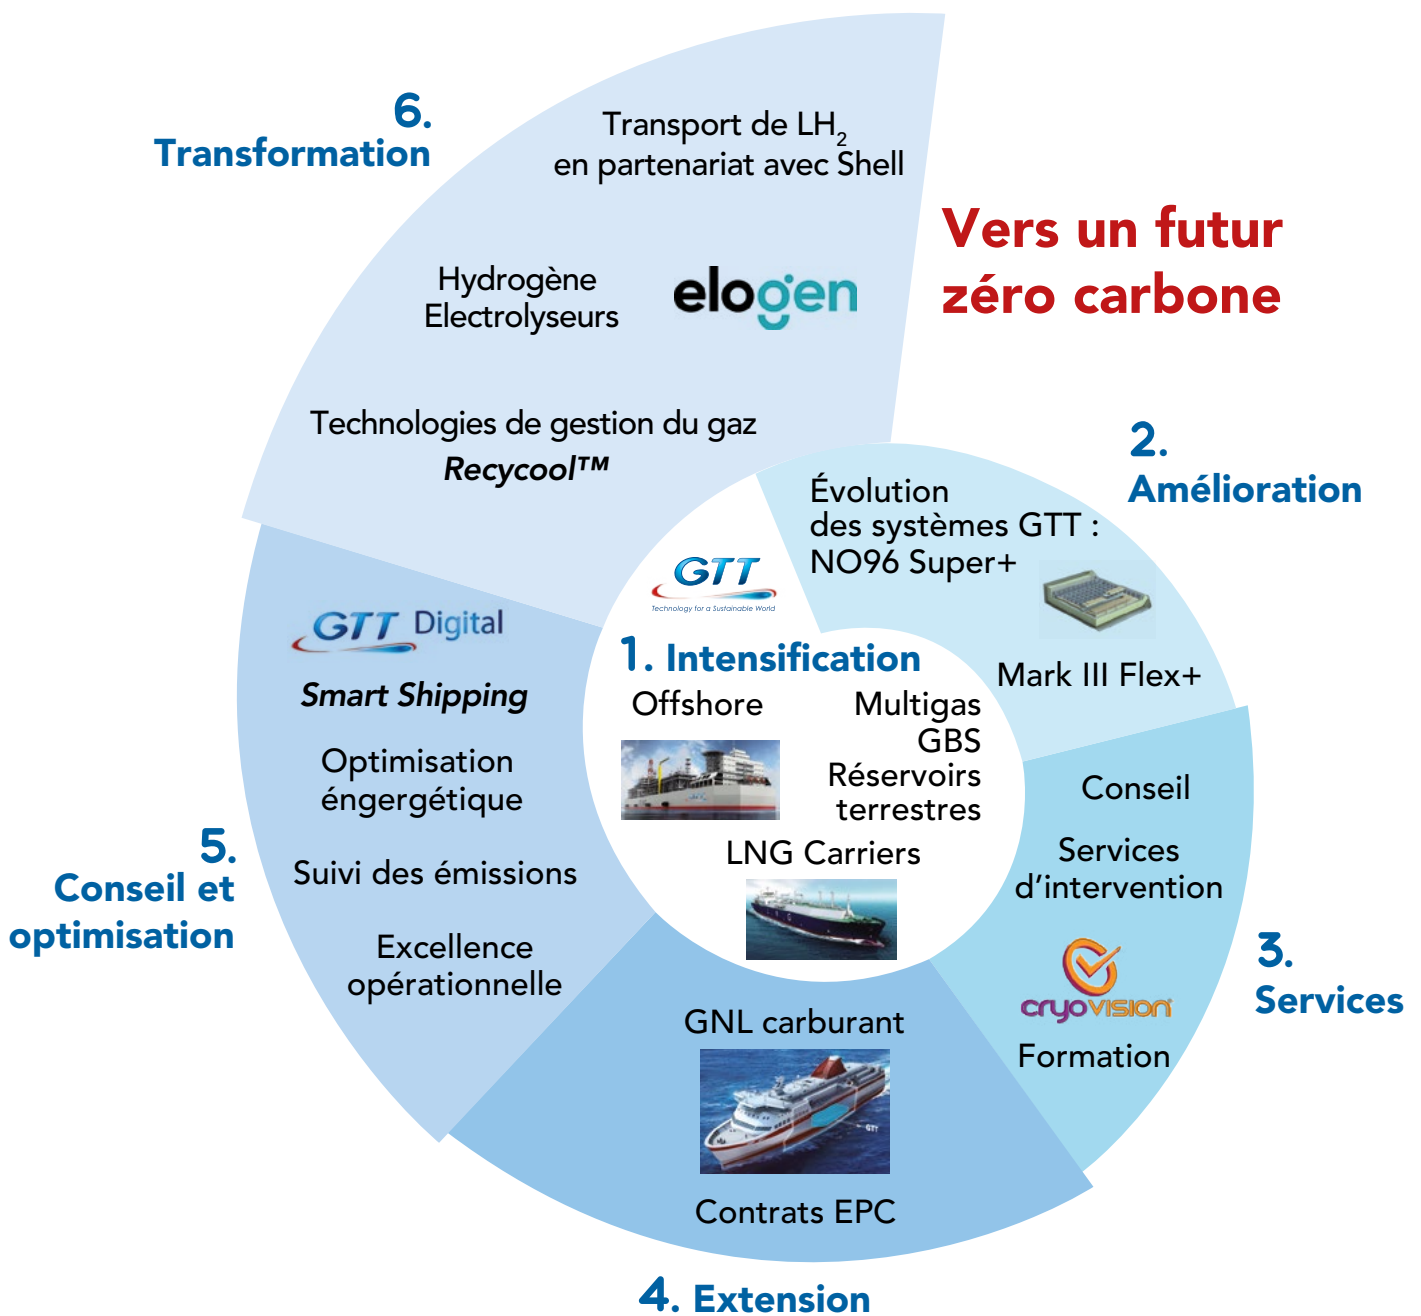 6.
Transformation
Transport de LH2
en partenariat avec Shell
Hydrogène
Electrolyseurs
elogen
Technologies de gestion du gaz
Recycool™
Vers un futur
zéro carbone
2.
Amélioration
Évolution
des systèmes GTT :
NO96 Super+
Mark III Flex+
GTT
Technology for a Sustainable World
1. Intensification
Offshore
Multigas
GBS
Réservoirs
terrestres
LNG Carriers
3.
Services
Conseil
Services
d’intervention
cryovision
Formation
4. Extension
GNL carburant
GTT
Contrats EPC
5.
Conseil et
optimisation
GTT Digital
Smart Shipping
Optimisation
éngergétique
Suivi des émissions
Excellence
opérationnelle